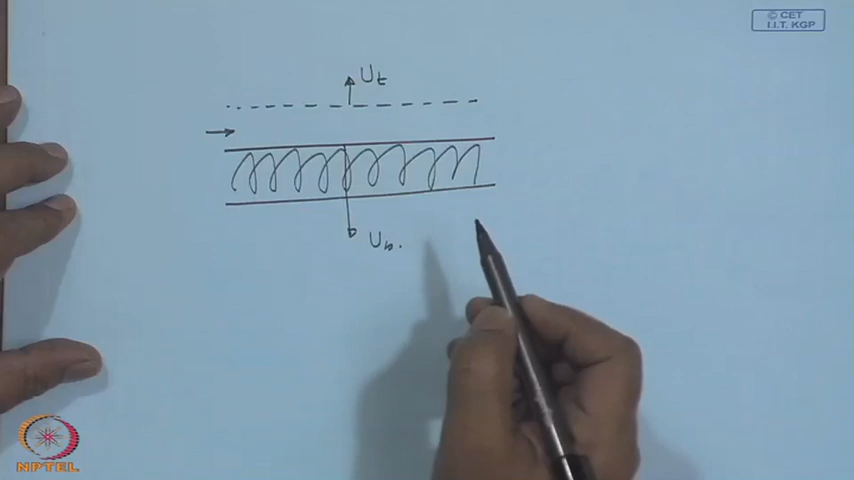 © CET
I.I.T. KGP
Ut
Ub.
NPTEL